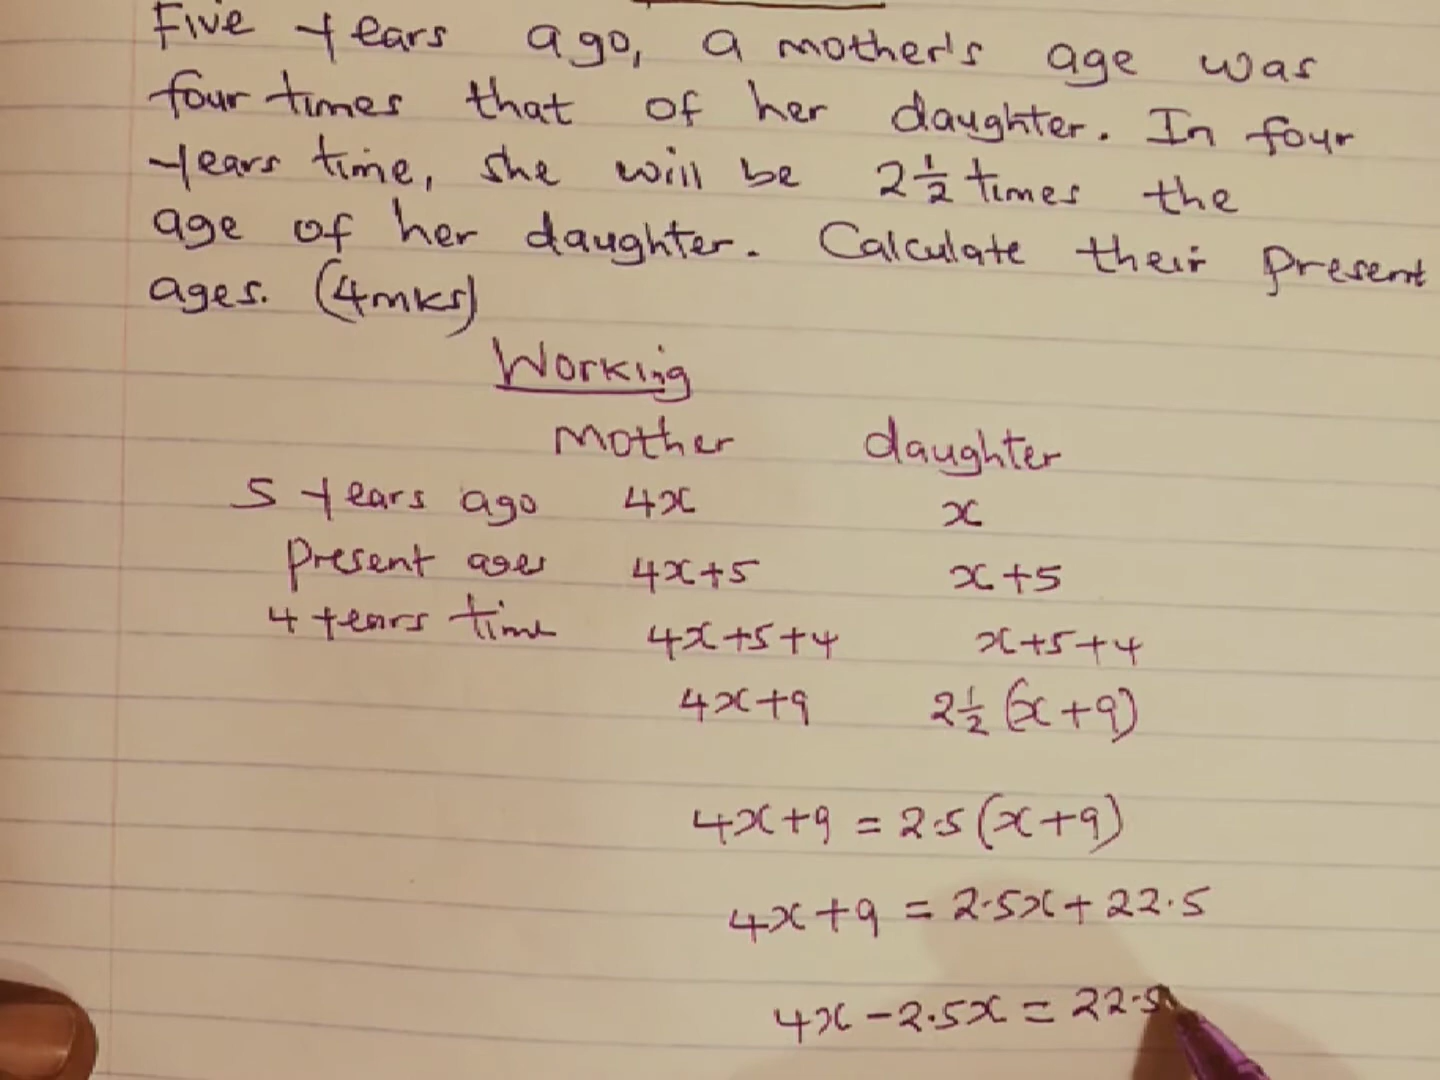 Five years ago, a mother's age was
four times that of her daughter. In four
years time, she will be 2½ times the
age of her daughter. Calculate their present
ages. (4mks)
Working
mother daughter
5 years ago 4x x
present ages 4x+5 x+5
4 years time 4x+5+4 x+5+4
4x+9 2½(x+9)
4x+9 = 2.5(x+9)
4x+9 = 2.5x+22.5
4x-2.5x = 22.5